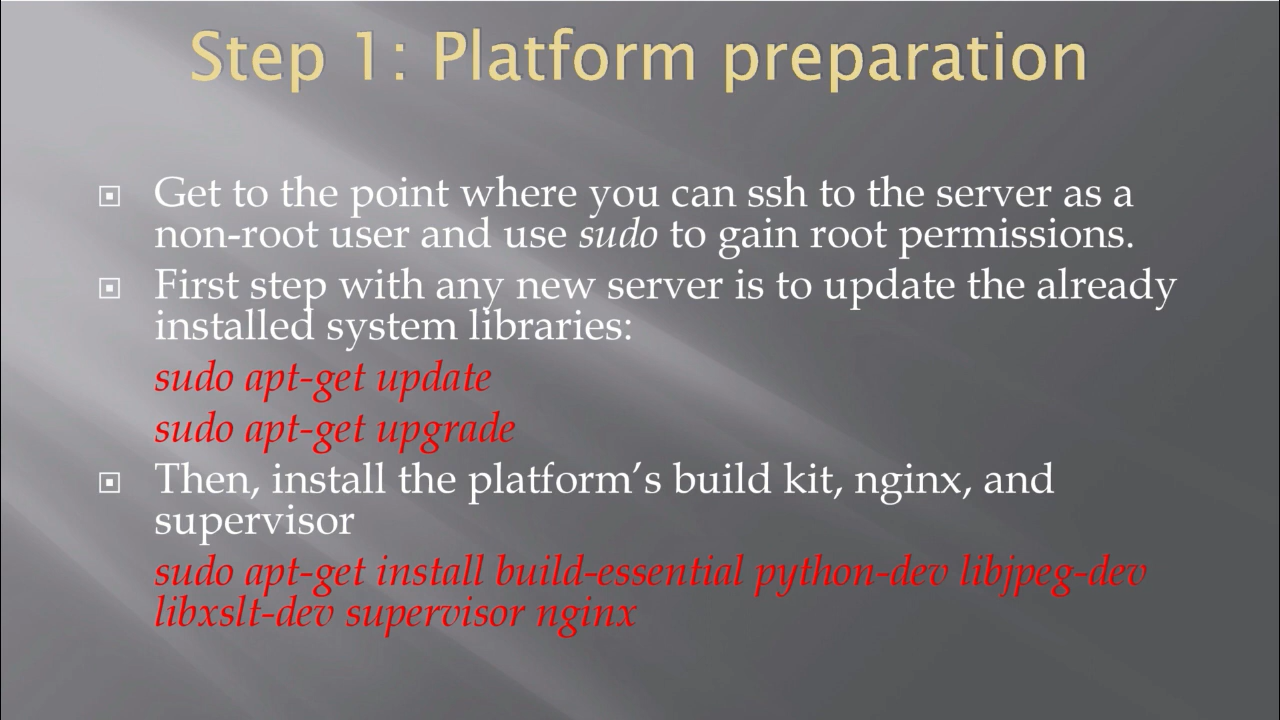 Step 1: Platform preparation
Get to the point where you can ssh to the server as a
non-root user and use sudo to gain root permissions.
First step with any new server is to update the already
installed system libraries:
sudo apt-get update
sudo apt-get upgrade
Then, install the platform’s build kit, nginx, and
supervisor
sudo apt-get install build-essential python-dev libjpeg-dev
libxslt-dev supervisor nginx